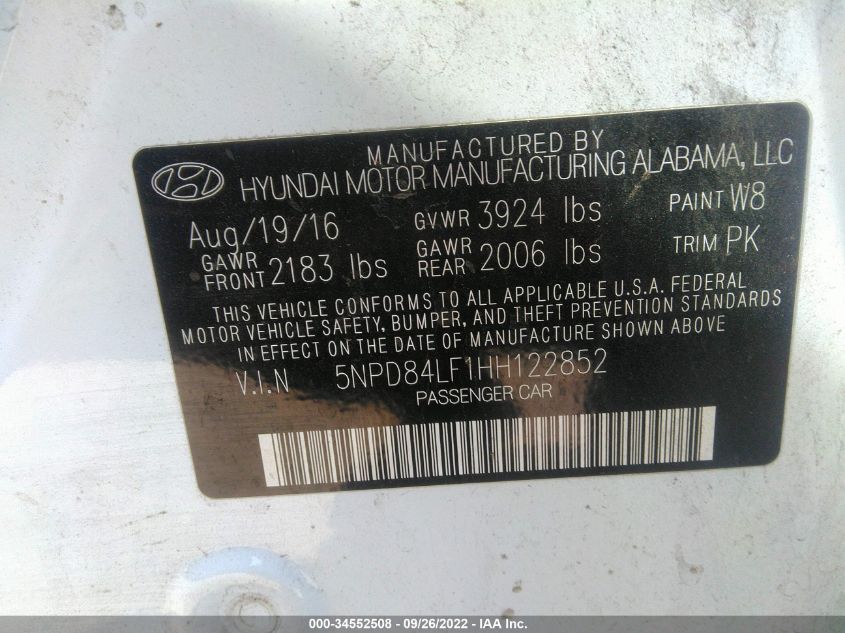 MANUFACTURED BY
HYUNDAI MOTOR MANUFACTURING ALABAMA, LLC
Aug/19/16 GVWR 3924 lbs PAINT W8
GAWR FRONT 2183 lbs GAWR REAR 2006 lbs TRIM PK
THIS VEHICLE CONFORMS TO ALL APPLICABLE U.S.A. FEDERAL
MOTOR VEHICLE SAFETY, BUMPER, AND THEFT PREVENTION STANDARDS
IN EFFECT ON THE DATE OF MANUFACTURE SHOWN ABOVE
V.I.N 5NPD84LF1HH122852
PASSENGER CAR
000-34552508 - 09/26/2022 - IAA Inc.